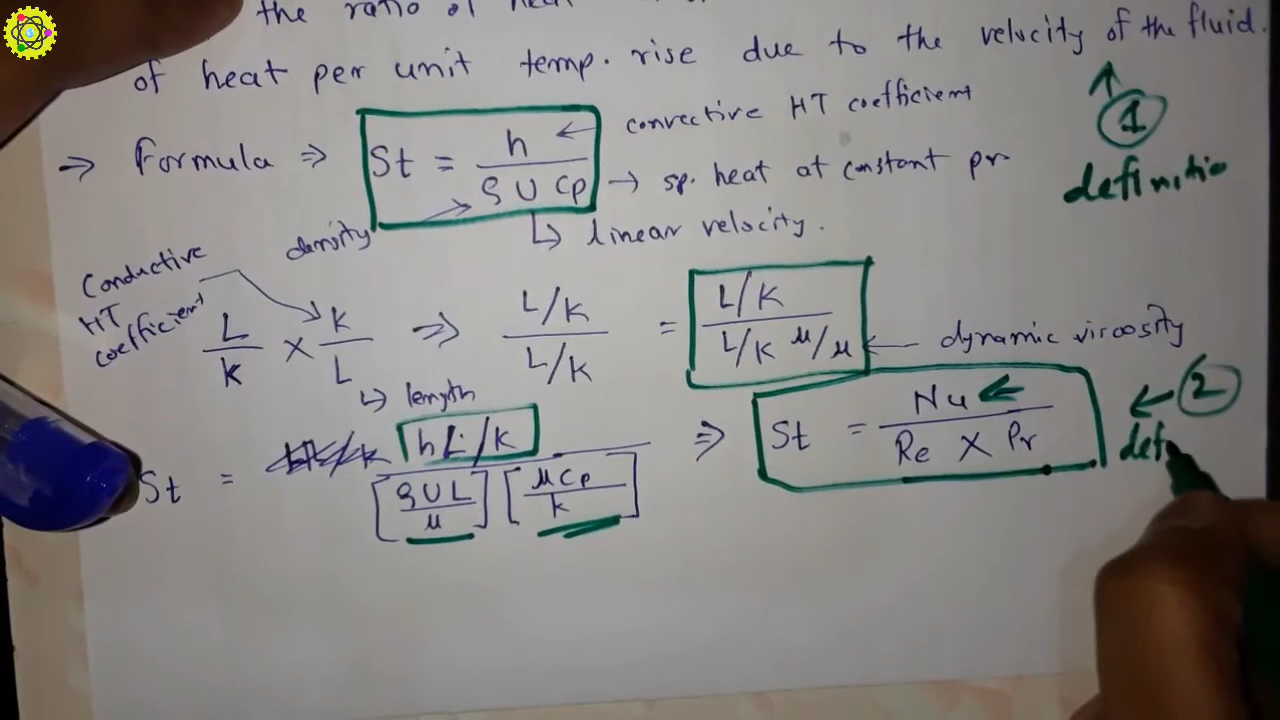 the ratio of heat
of heat per unit temp. rise due to the velocity of the fluid.
→ Formula ⇒ St = h / ρ U Cp
← convective HT coefficient
→ sp. heat at constant pr
density
↳ linear velocity.
↑
1
definitio
Conductive
HT
coefficient
L/k × k/L ⇒ L/k / L/k = L/k / L/k μ/μ ← dynamic viscosity
↳ length
St = hL/k / [ρUL/μ] [μCp/k] ⇒ St = Nu / Re × Pr
← 2
def